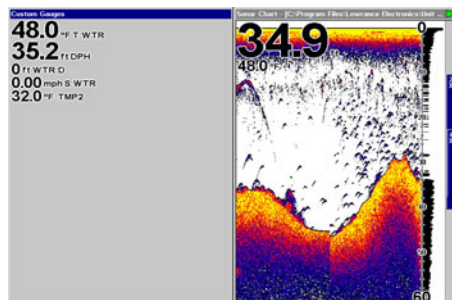 Custom Gauges
48.0 °F T:WTR
35.2 ft DPH
0 ft WTR:D
0.00 mph S:WTR
32.0 °F TMP2
Sonar Chart - [C:\Program Files\Lowrance Electronics\Unit ...
34.9
48.0 °F
0
60